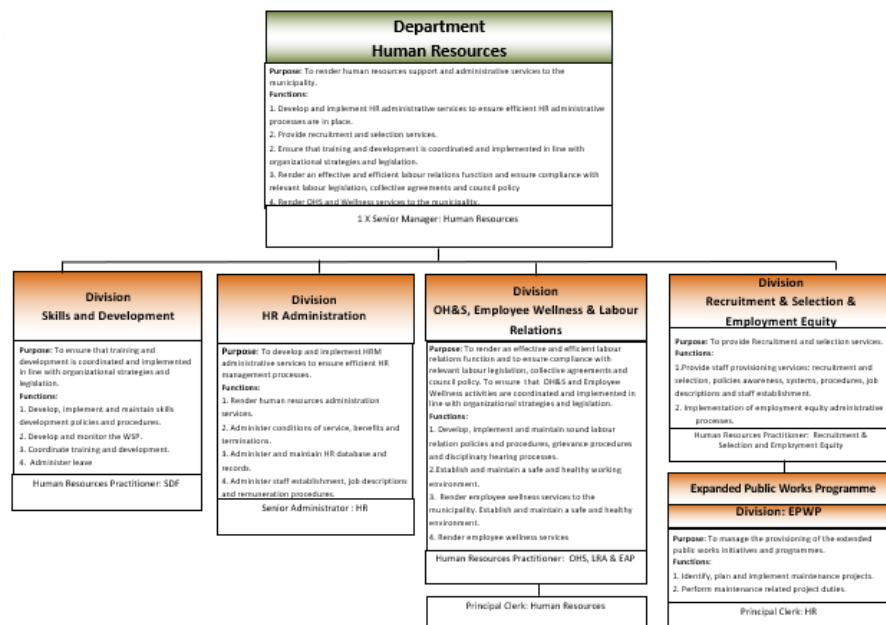 Department
Human Resources
Purpose: To render human resources support and administrative services to the
municipality.
Functions:
1. Develop and implement HR administrative services to ensure efficient HR administrative
processes are in place.
2. Provide recruitment and selection services.
2. Ensure that training and development is coordinated and implemented in line with
organizational strategies and legislation.
3. Render an effective and efficient labour relations function and ensure compliance with
relevant labour legislation, collective agreements and council policy
4. Render OHS and Wellness services to the municipality.
1 X Senior Manager: Human Resources
Division
Skills and Development
Purpose: To ensure that training and
development is coordinated and implemented
in line with organizational strategies and
legislation.
Functions:
1. Develop, implement and maintain skills
development policies and procedures.
2. Develop and monitor the WSP.
3. Coordinate training and development.
4. Administer leave
Human Resources Practitioner: SDF
Division
HR Administration
Purpose: To develop and implement HRM
administrative services to ensure efficient HR
management processes.
Functions:
1. Render human resources administration
services.
2. Administer conditions of service, benefits and
terminations.
3. Administer and maintain HR database and
records.
4. Administer staff establishment, job descriptions
and remuneration procedures.
Senior Administrator : HR
Division
OH&S, Employee Wellness & Labour
Relations
Purpose: To render an effective and efficient labour
relations function and to ensure compliance with
relevant labour legislation, collective agreements and
council policy. To ensure that OH&S and Employee
Wellness activities are coordinated and implemented in
line with organizational strategies and legislation.
Functions:
1. Develop, implement and maintain sound labour
relation policies and procedures, grievance procedures
and disciplinary hearing processes.
2.Establish and maintain a safe and healthy working
environment.
3. Render employee wellness services to the
municipality. Establish and maintain a safe and healthy
environment.
4. Render employee wellness services
Human Resources Practitioner: OHS, LRA & EAP
Principal Clerk: Human Resources
Division
Recruitment & Selection &
Employment Equity
Purpose: To provide Recruitment and selection services.
Functions:
1.Provide staff provisioning services: recruitment and
selection, policies awareness, systems, procedures, job
descriptions and staff establishment.
2. Implementation of employment equity administrative
processes.
Human Resources Practitioner: Recruitment &
Selection and Employment Equity
Expanded Public Works Programme
Division: EPWP
Purpose: To manage the provisioning of the extended
public works initiatives and programmes.
Functions:
1. Identify, plan and implement maintenance projects.
2. Perform maintenance related project duties.
Principal Clerk: HR